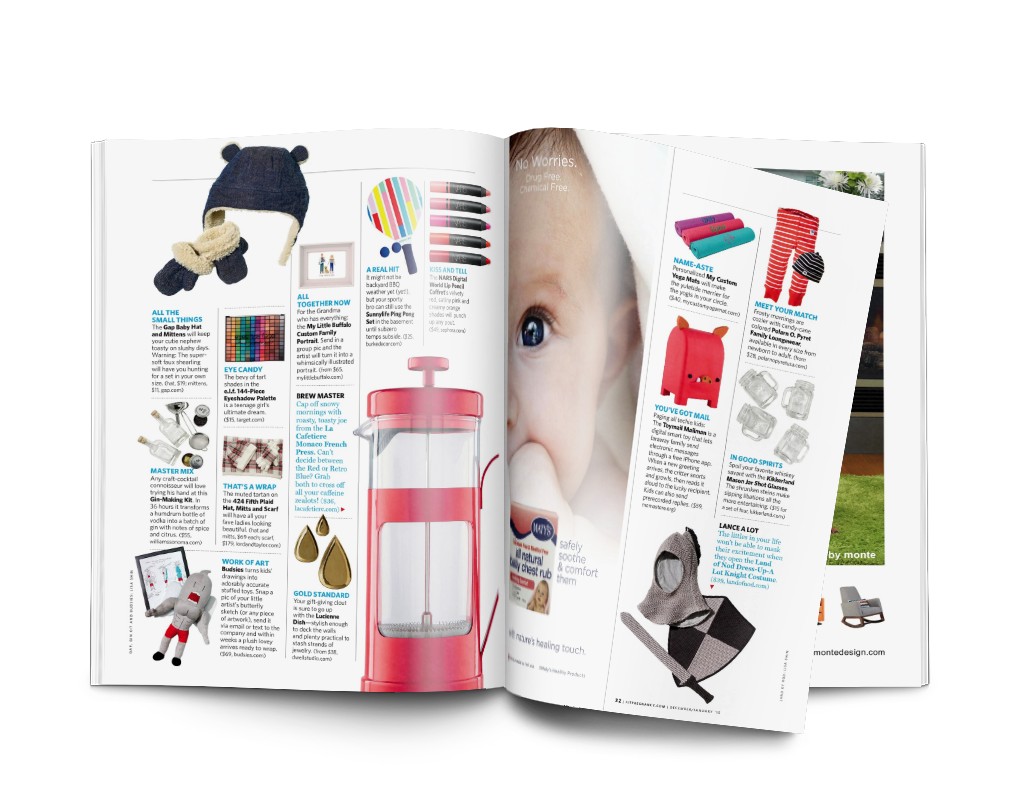 ALL THE
SMALL THINGS
The Gap Baby Hat
and Mittens will keep
your cutie nephew
toasty on slushy days.
Warning: The super-
soft faux shearling
will have you hunting
for a set in your own
size. (hat, $19; mittens,
$11, gap.com)
MASTER MIX
Any craft-cocktail
connoisseur will love
trying his hand at this
Gin-Making Kit. In
36 hours it transforms
a humdrum bottle of
vodka into a batch of
gin with notes of spice
and citrus. ($55,
williamssonoma.com)
EYE CANDY
The bevy of
shades in the
e.l.f. 144-Piece
Eyeshadow Palette
is a teenage girl's
ultimate dream.
($15, target.com)
THAT'S A WRAP
The muted tartan on
the 424 Fifth Plaid
Hat, Mitts and Scarf
will have all your
fave ladies looking
beautiful. (hat and
mitts, $69 each; scarf,
$179, lordandtaylor.com)
WORK OF ART
Budsies turns kids'
drawings into
adorably accurate
stuffed toys. Snap a
pic of your little
artist's butterfly
sketch (or any piece
of artwork), send it
via email or text to the
company and within
weeks a plush lovey
arrives ready to wrap.
($69, budsies.com)
ALL
TOGETHER NOW
For the Grandma
who has everything:
the My Little Buffalo
Custom Family
Portrait. Send in a
group pic and the
artist will turn it into a
whimsically illustrated
portrait. (from $65,
mylittlebuffalo.com)
BREW MASTER
Cap off snowy
mornings with
roasty, toasty joe
from the La
Cafetiere
Monaco French
Press. Can't
decide between
the Red or Retro
Blue? Grab
both to cross off
all your caffeine
zealots! ($36,
lacafetiere.com)
GOLD STANDARD
Your gift-giving clout
is sure to go up
with the Lucienne
Dish—stylish enough
to deck the walls
and plenty practical to
stash strands of
jewelry. (from $18,
dwellstudio.com)
A REAL HIT
It might not be
backyard BBQ
weather yet (yet!),
but your sporty
bro can still use the
Sunnylife Ping Pong
Set in the basement
until subzero
temps subside. ($25,
burkedecor.com)
KISS AND TELL
The NARS Digital
World Lip Pencil
Coffret's velvety
red, sunny pink and
creamy orange
shades will punch
up any pout.
No Worries.
Drug Free.
Chemical Free.
MATY'S
all natural
baby chest rub
safely
soothe
& comfort
them
nature's healing touch.
NAME-ASTE
Personalized My Custom
Yoga Mats will make
the yuletide merrier for
the yogis in your circle.
($40, mycustomyogamat.com)
YOU'VE GOT MAIL
Paging all techie kids:
The Toymail Mailmen is a
digital smart toy that lets
faraway family send
electronic messages
through a free iPhone app.
When a new greeting
arrives, the critter snorts
and growls, then reads it
aloud to the lucky recipient.
Kids can also send
prerecorded replies. ($59,
MEET YOUR MATCH
Frosty mornings are
cozier with candy-cane
colored Polarn O. Pyret
Family Loungewear,
available in every size from
newborn to adult. (from
$28, polarnopyretusa.com)
IN GOOD SPIRITS
Spoil your favorite whiskey
savant with the Kikkerland
Mason Jar Shot Glasses.
The shrunken steins make
sipping libations all the
more entertaining. ($15 for
a set of four, kikkerland.com)
LANCE A LOT
The littles in your life
won't be able to mask
their excitement when
they open the Land
of Nod Dress-Up-A
Lot Knight Costume.
($39, landofnod.com)
32
by monte
montedesign.com